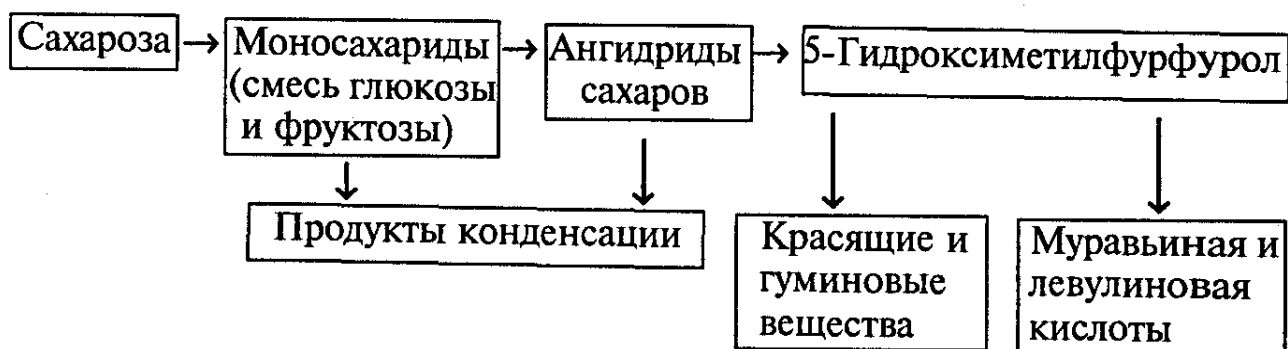 Сахароза
Моносахариды
(смесь глюкозы
и фруктозы)
Ангидриды
сахаров
5-Гидроксиметилфурфурол
Продукты конденсации
Красящие и
гуминовые
вещества
Муравьиная и
левулиновая
кислоты